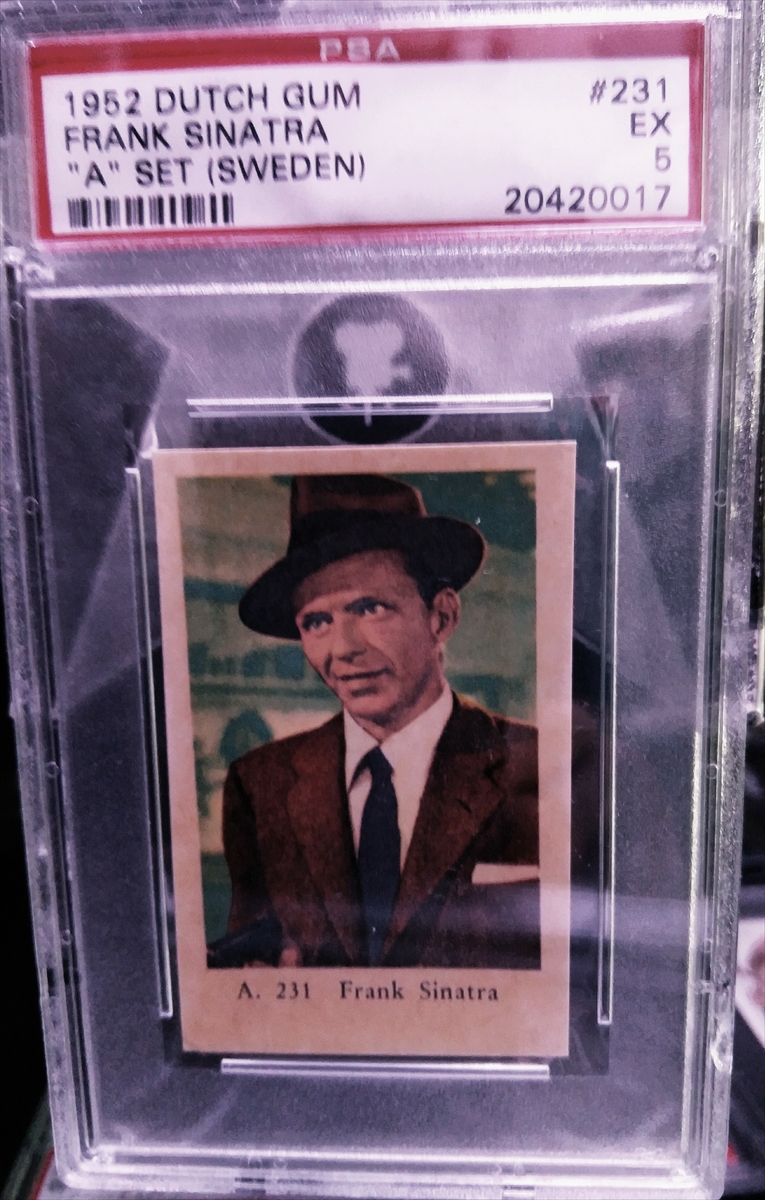 PSA
1952 DUTCH GUM #231
FRANK SINATRA EX
"A" SET (SWEDEN) 5
20420017
A. 231 Frank Sinatra